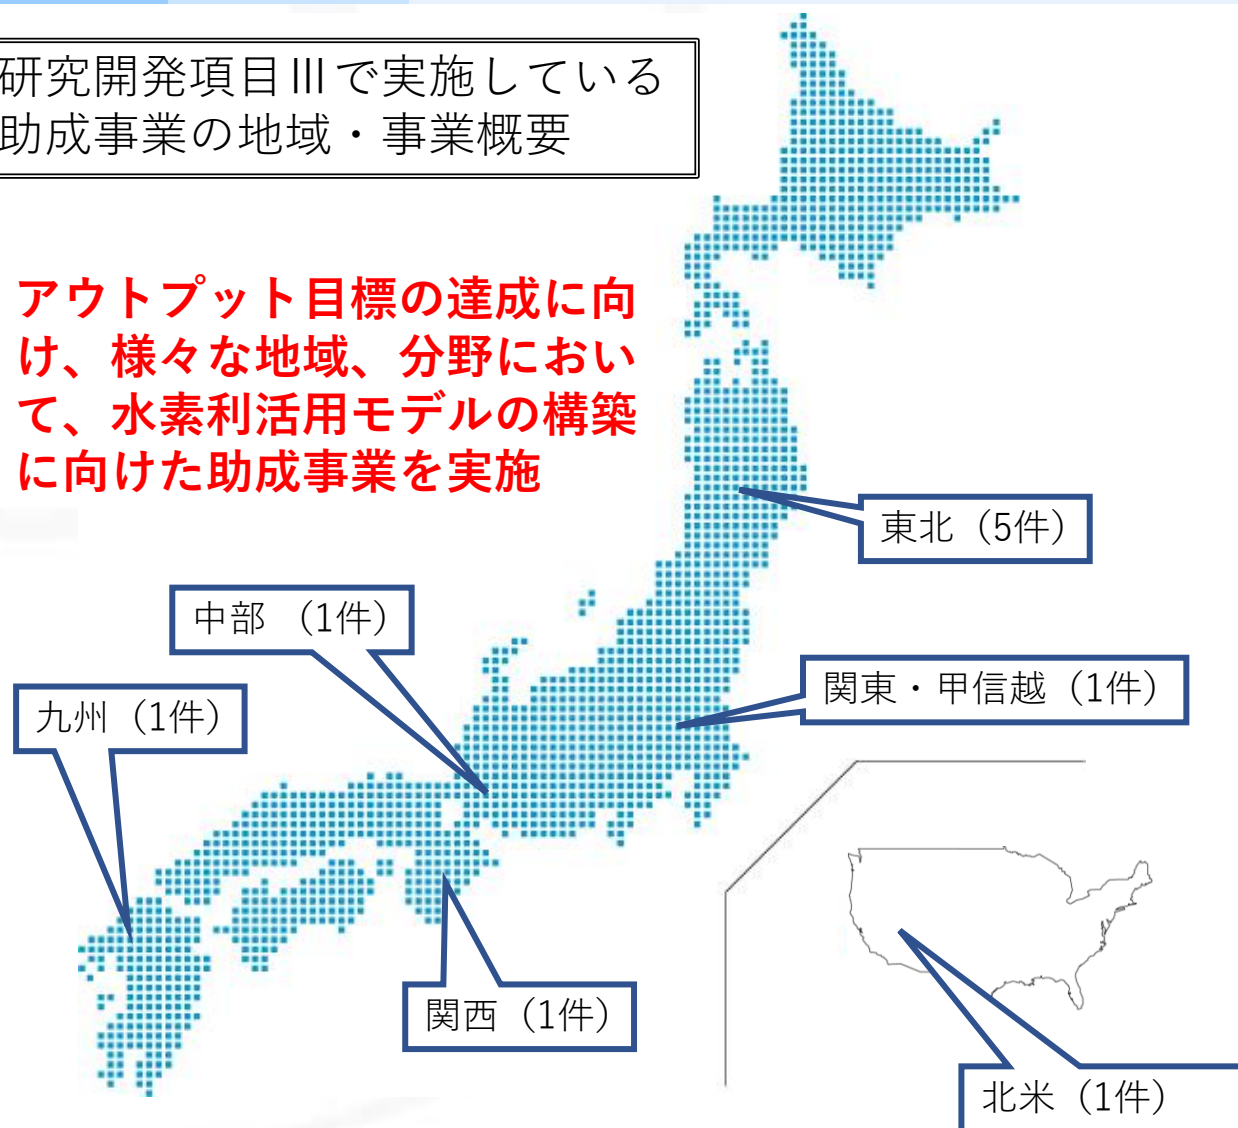 研究開発項目Ⅲで実施している
助成事業の地域・事業概要
アウトプット目標の達成に向
け、様々な地域、分野におい
て、水素利活用モデルの構築
に向けた助成事業を実施
東北（5件）
中部 （1件）
関東・甲信越（1件）
九州（1件）
関西（1件）
北米（1件）